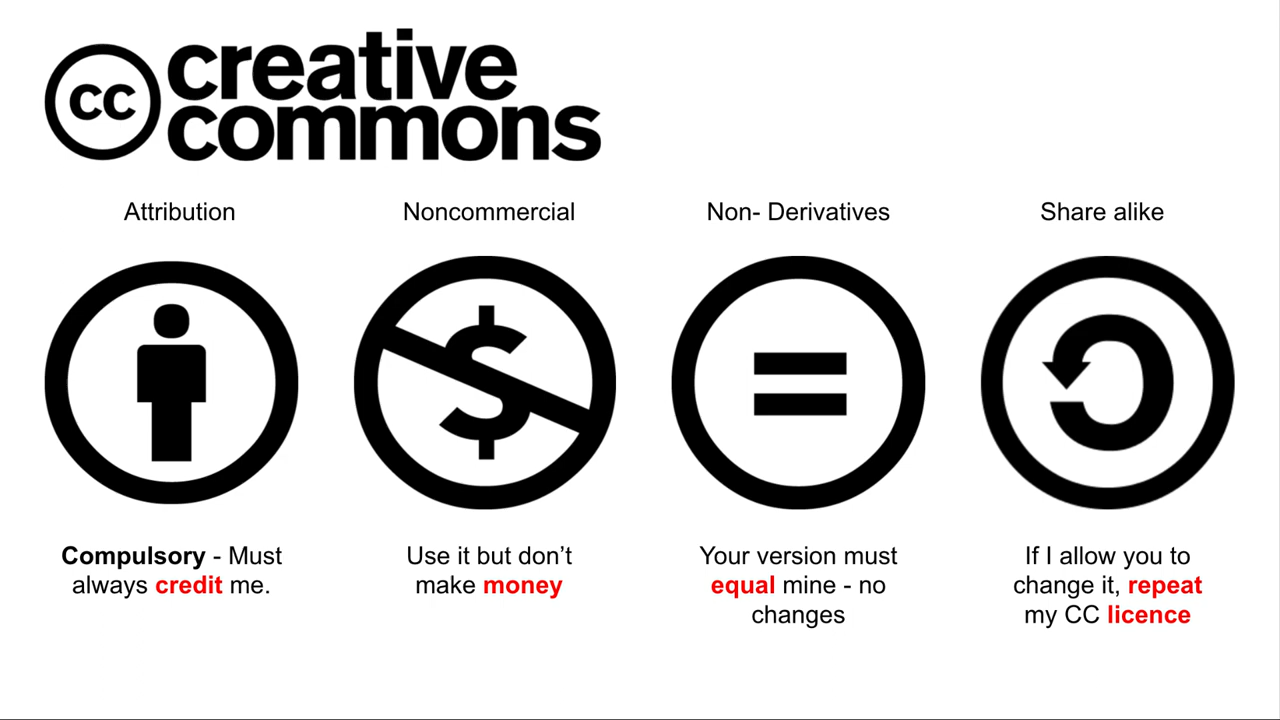 cc creative
commons
Attribution
Noncommercial
Non- Derivatives
Share alike
$
=
Compulsory - Must
always credit me.
Use it but don’t
make money
Your version must
equal mine - no
changes
If I allow you to
change it, repeat
my CC licence